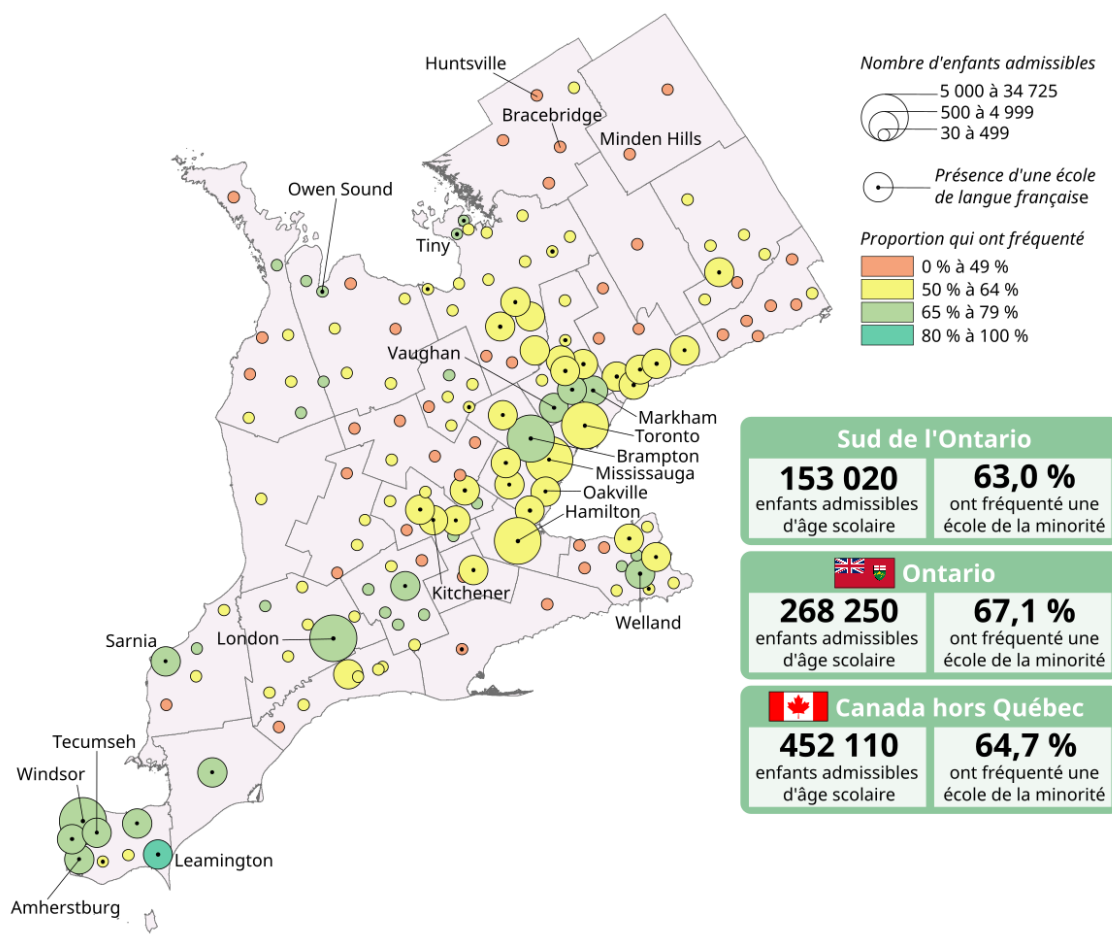 Huntsville
Bracebridge
Minden Hills
Owen Sound
Tiny
Vaughan
Markham
Toronto
Brampton
Mississauga
Oakville
Hamilton
Kitchener
Welland
London
Sarnia
Tecumseh
Windsor
Leamington
Amherstburg
Nombre d'enfants admissibles
5 000 à 34 725
500 à 4 999
30 à 499
Présence d'une école
de langue française
Proportion qui ont fréquenté
0 % à 49 %
50 % à 64 %
65 % à 79 %
80 % à 100 %
Sud de l'Ontario
153 020
enfants admissibles
d'âge scolaire
63,0 %
ont fréquenté une
école de la minorité
Ontario
268 250
enfants admissibles
d'âge scolaire
67,1 %
ont fréquenté une
école de la minorité
Canada hors Québec
452 110
enfants admissibles
d'âge scolaire
64,7 %
ont fréquenté une
école de la minorité